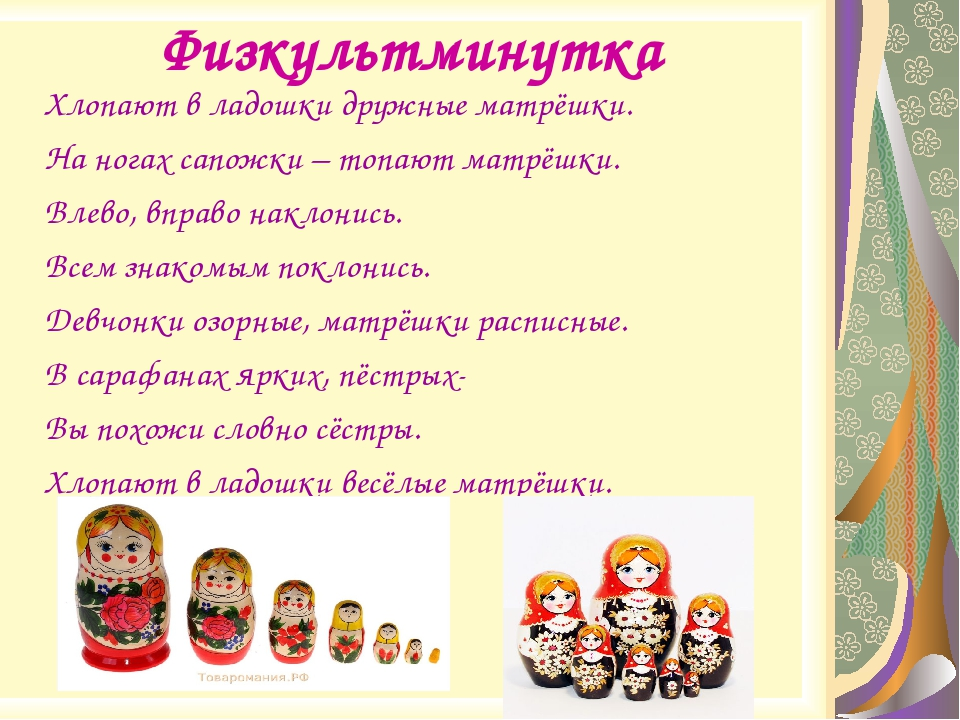 Физкультминутка
Хлопают в ладошки дружные матрёшки.
На ногах сапожки – топают матрёшки.
Влево, вправо наклонись.
Всем знакомым поклонись.
Девчонки озорные, матрёшки расписные.
В сарафанах ярких, пёстрых-
Вы похожи словно сёстры.
Хлопают в ладошки весёлые матрёшки.
Товаромания.РФ